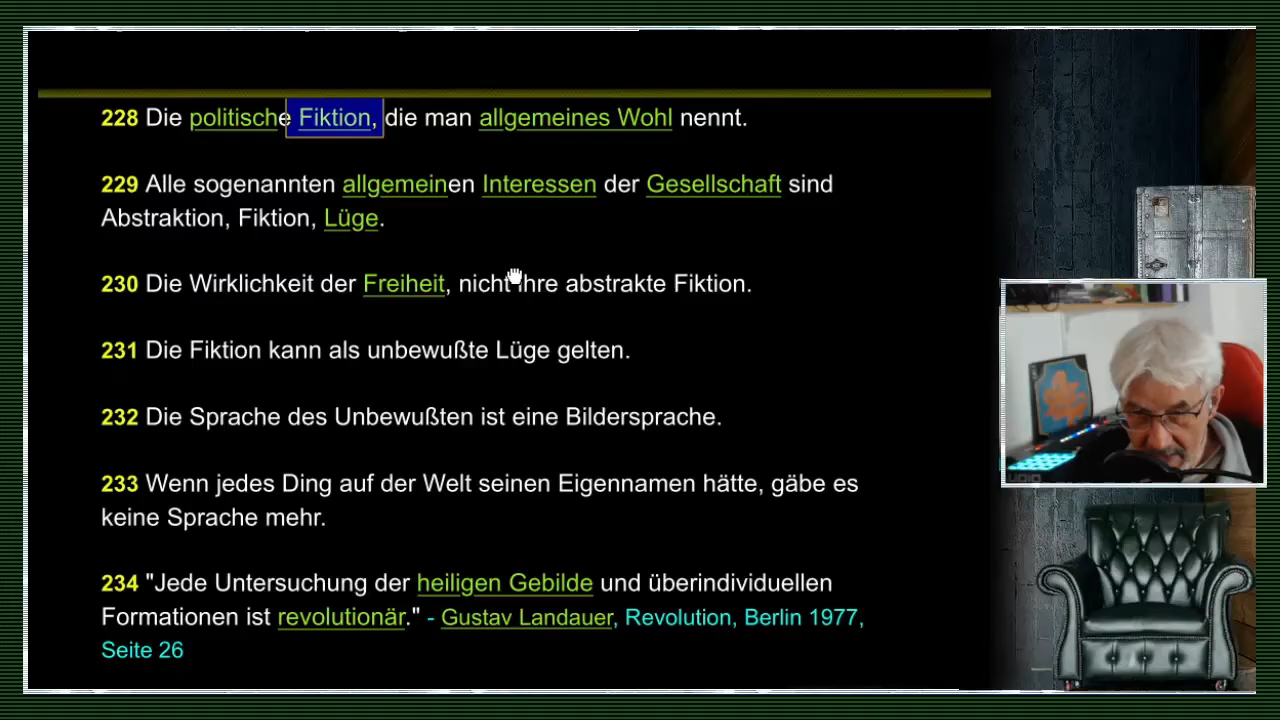 228 Die politische Fiktion, die man allgemeines Wohl nennt.
229 Alle sogenannten allgemeinen Interessen der Gesellschaft sind
Abstraktion, Fiktion, Lüge.
230 Die Wirklichkeit der Freiheit, nicht ihre abstrakte Fiktion.
231 Die Fiktion kann als unbewußte Lüge gelten.
232 Die Sprache des Unbewußten ist eine Bildersprache.
233 Wenn jedes Ding auf der Welt seinen Eigennamen hätte, gäbe es
keine Sprache mehr.
234 "Jede Untersuchung der heiligen Gebilde und überindividuellen
Formationen ist revolutionär." - Gustav Landauer, Revolution, Berlin 1977,
Seite 26